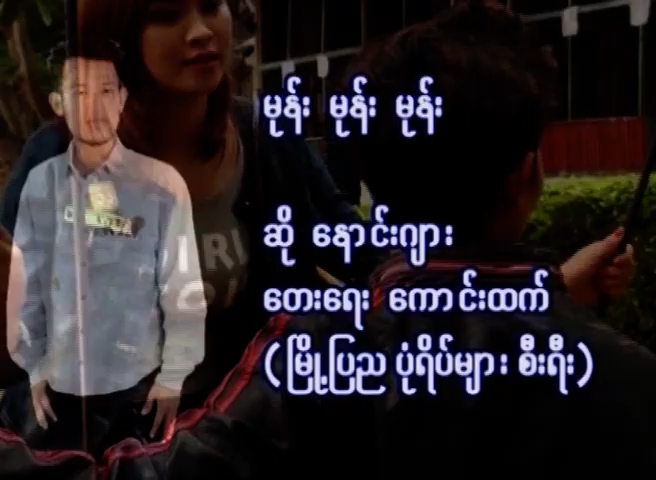 မုန်း မုန်း မုန်း
ဆို နောင်းဂျား
တေးရေး ကောင်းထက်
(မြို့ပြည ပုံရိပ်များ စီးရီး)